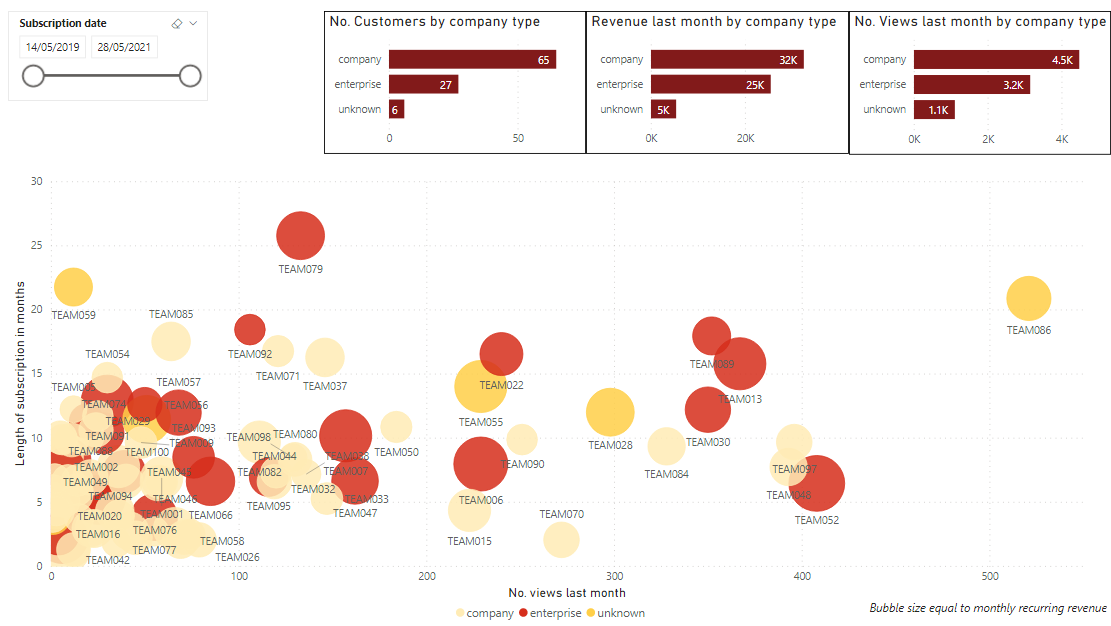 Subscription date
14/05/2019 28/05/2021
No. Customers by company type
company 65
enterprise 27
unknown 6
0 50
Revenue last month by company type
company 32K
enterprise 25K
unknown 5K
0K 20K
No. Views last month by company type
company 4.5K
enterprise 3.2K
unknown 1.1K
0K 2K 4K
Length of subscription in months
30
25
20
15
10
5
0
TEAM079
TEAM059
TEAM085
TEAM086
TEAM092
TEAM054
TEAM089
TEAM071
TEAM057
TEAM037
TEAM022
TEAM013
TEAM074
TEAM056
TEAM029
TEAM055
TEAM093
TEAM091
TEAM098
TEAM080
TEAM009
TEAM030
TEAM028
TEAM100
TEAM050
TEAM044
TEAM090
TEAM002
TEAM045
TEAM082
TEAM007
TEAM097
TEAM084
TEAM049
TEAM032
TEAM094
TEAM046
TEAM033
TEAM006
TEAM048
TEAM095
TEAM020
TEAM001
TEAM066
TEAM047
TEAM070
TEAM052
TEAM016
TEAM076
TEAM058
TEAM015
TEAM077
TEAM042
TEAM026
0 100 200 300 400 500
No. views last month
company enterprise unknown
Bubble size equal to monthly recurring revenue